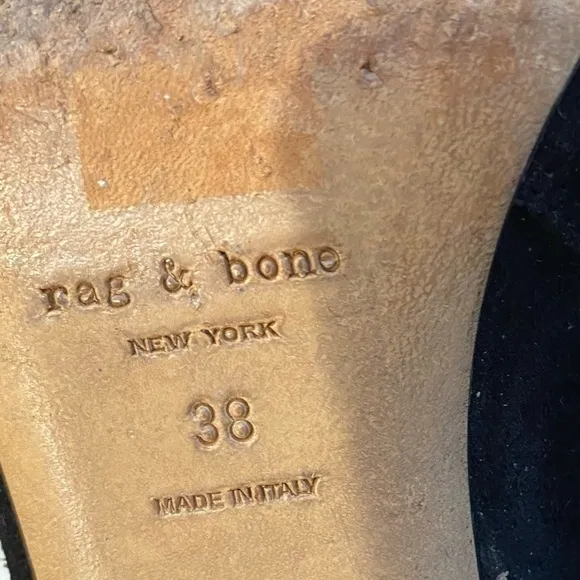 rag & bone
NEW YORK
38
MADE IN ITALY